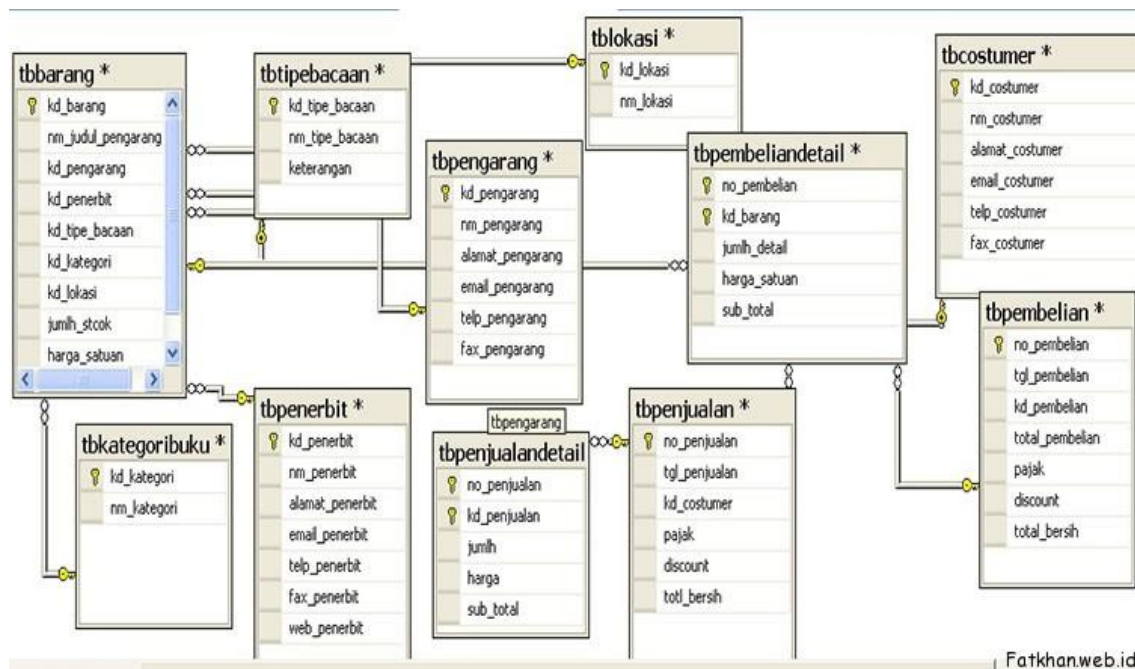 tbbarang *
kd_barang
nm_judul_pengarang
kd_pengarang
kd_penerbit
kd_tipe_bacaan
kd_kategori
kd_lokasi
jumlh_stcok
harga_satuan
tbtipebacaan *
kd_tipe_bacaan
nm_tipe_bacaan
keterangan
tblokasi *
kd_lokasi
nm_lokasi
tbcostumer *
kd_costumer
nm_costumer
alamat_costumer
email_costumer
telp_costumer
fax_costumer
tbpengarang *
kd_pengarang
nm_pengarang
alamat_pengarang
email_pengarang
telp_pengarang
fax_pengarang
tbpembeliandetail *
no_pembelian
kd_barang
jumlh_detail
harga_satuan
sub_total
tbpembelian *
no_pembelian
tgl_pembelian
kd_pembelian
total_pembelian
pajak
discount
total_bersih
tbkategoribuku *
kd_kategori
nm_kategori
tbpenerbit *
kd_penerbit
nm_penerbit
alamat_penerbit
email_penerbit
telp_penerbit
fax_penerbit
web_penerbit
tbpengarang
tbpenjualandetail
no_penjualan
kd_penjualan
jumlh
harga
sub_total
tbpenjualan *
no_penjualan
tgl_penjualan
kd_costumer
pajak
discount
totl_bersih
Fatkhan.web.id